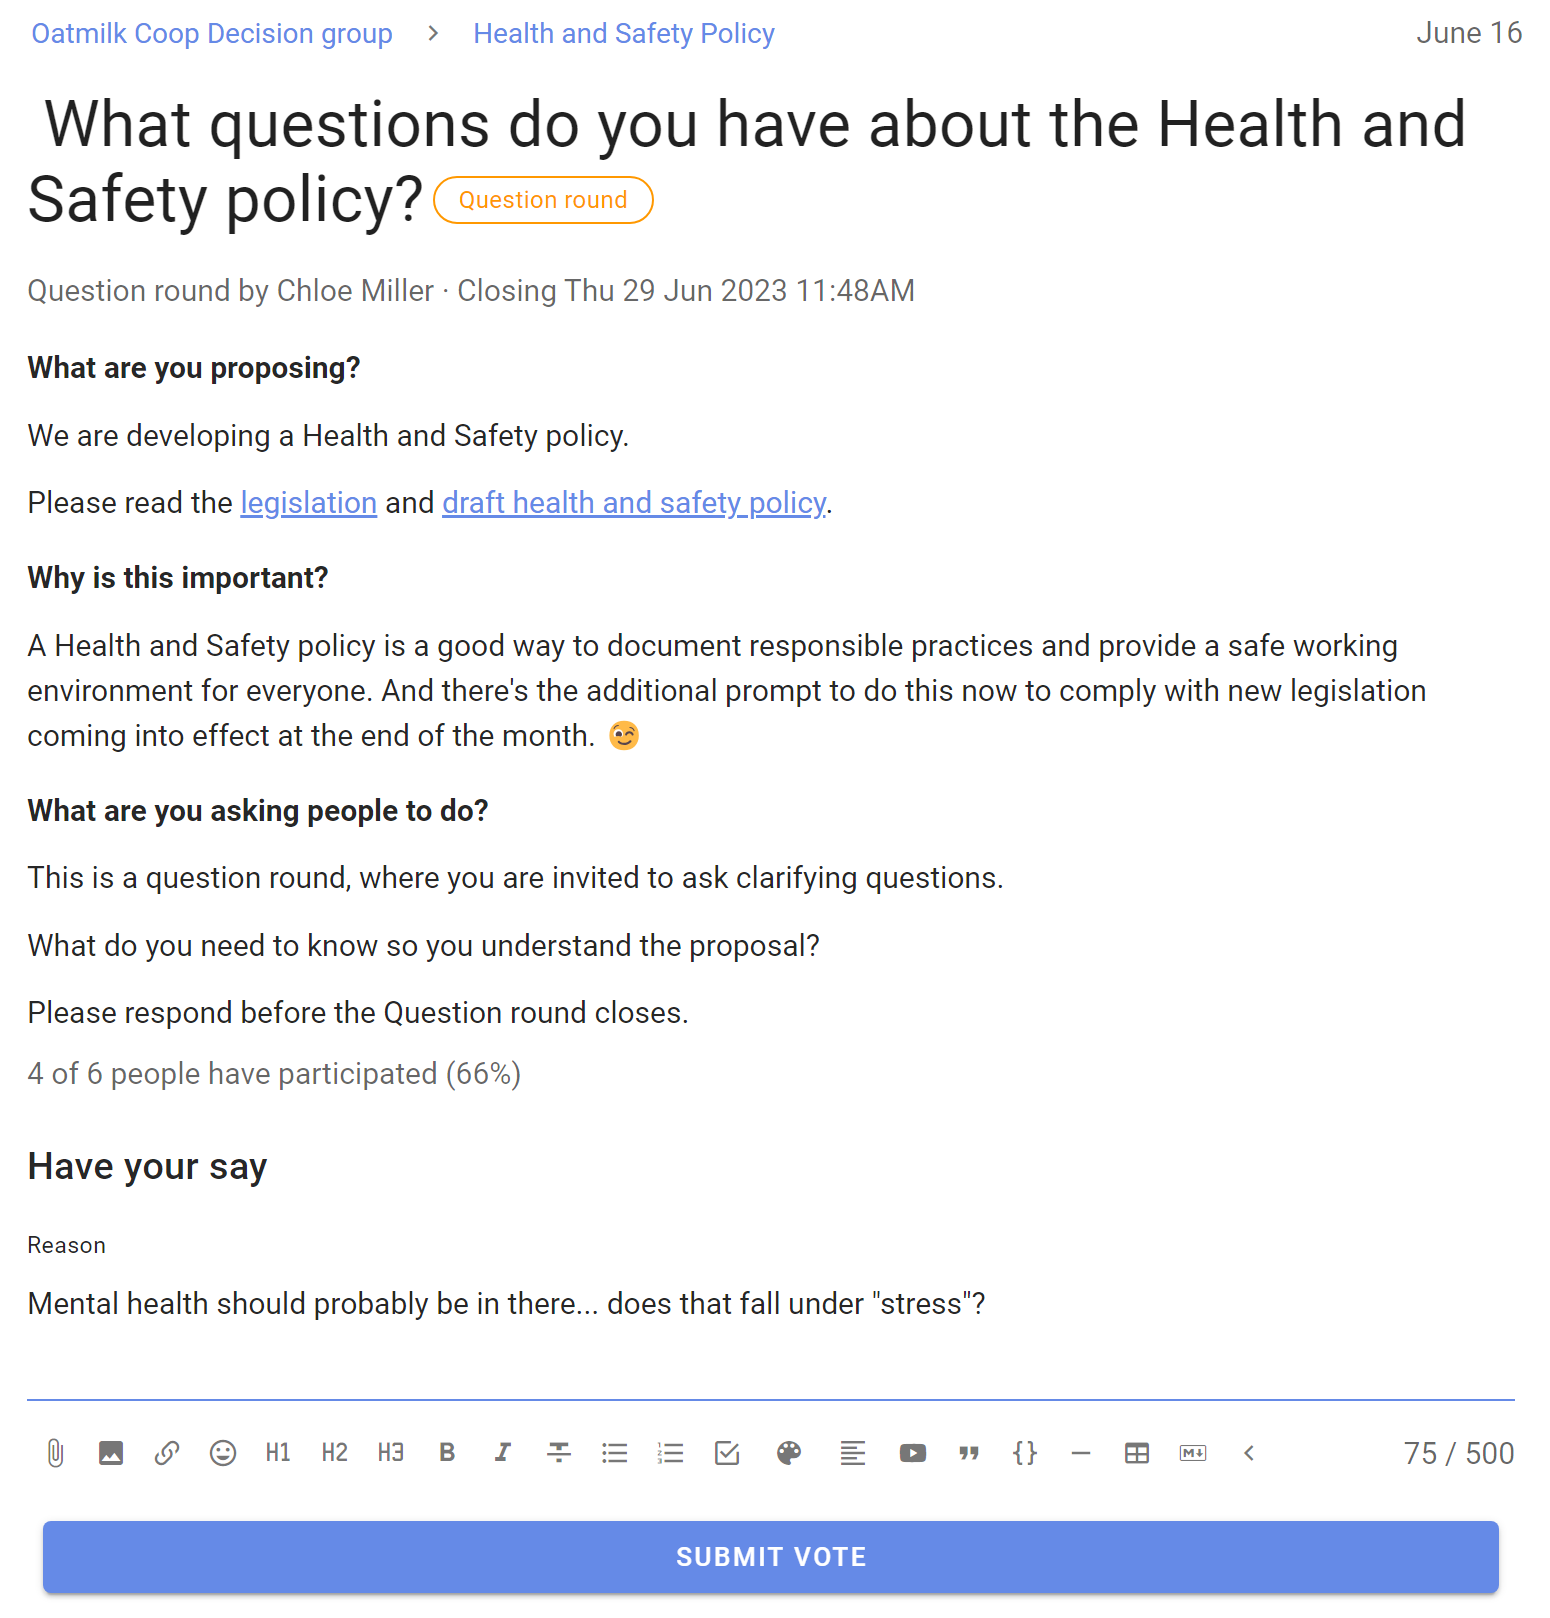 Oatmilk Coop Decision group > Health and Safety Policy June 16
What questions do you have about the Health and
Safety policy? Question round
Question round by Chloe Miller · Closing Thu 29 Jun 2023 11:48AM
What are you proposing?
We are developing a Health and Safety policy.
Please read the legislation and draft health and safety policy.
Why is this important?
A Health and Safety policy is a good way to document responsible practices and provide a safe working
environment for everyone. And there's the additional prompt to do this now to comply with new legislation
coming into effect at the end of the month. 😉
What are you asking people to do?
This is a question round, where you are invited to ask clarifying questions.
What do you need to know so you understand the proposal?
Please respond before the Question round closes.
4 of 6 people have participated (66%)
Have your say
Reason
Mental health should probably be in there... does that fall under "stress"?
H1 H2 H3 B I 75 / 500
SUBMIT VOTE